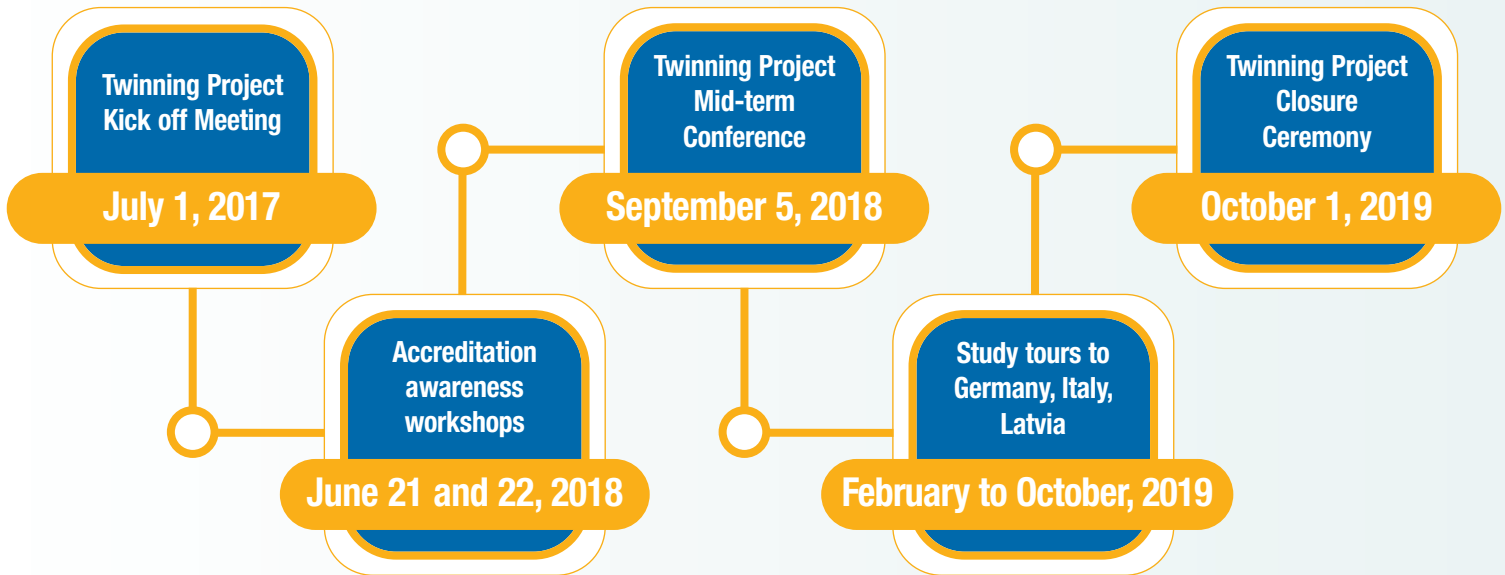 Twinning Project
Kick off Meeting
July 1, 2017
Accreditation
awareness
workshops
June 21 and 22, 2018
Twinning Project
Mid-term
Conference
September 5, 2018
Study tours to
Germany, Italy,
Latvia
February to October, 2019
Twinning Project
Closure
Ceremony
October 1, 2019